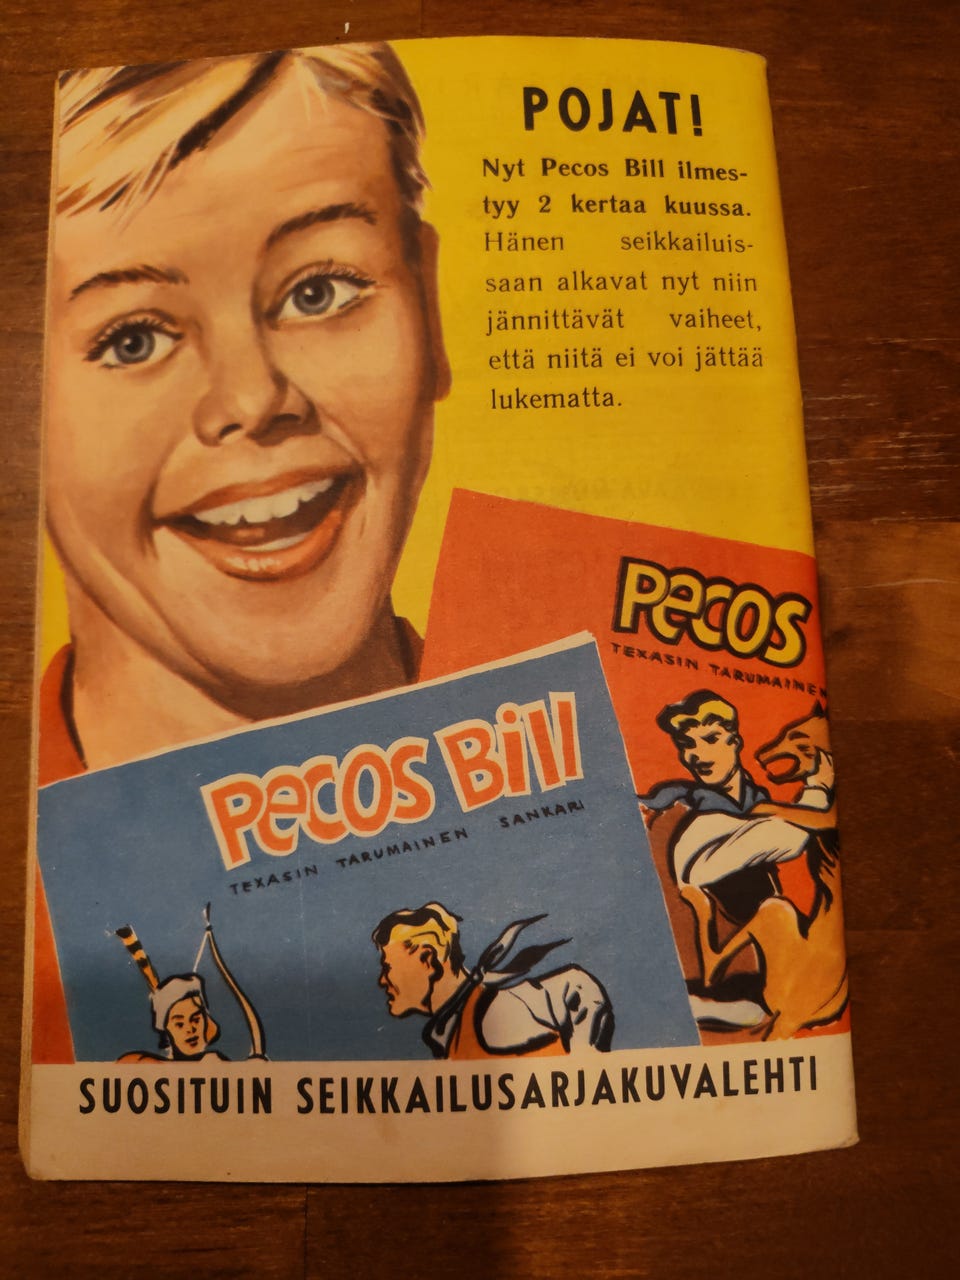 POJAT!
Nyt Pecos Bill ilmes-
tyy 2 kertaa kuussa.
Hänen seikkailuis-
saan alkavat nyt niin
jännittävät vaiheet,
että niitä ei voi jättää
lukematta.
Pecos
TEXASIN TARUMAINEN
Pecos Bill
TEXASIN TARUMAINEN SANKARI
SUOSITUIN SEIKKAILUSARJAKUVALEHTI